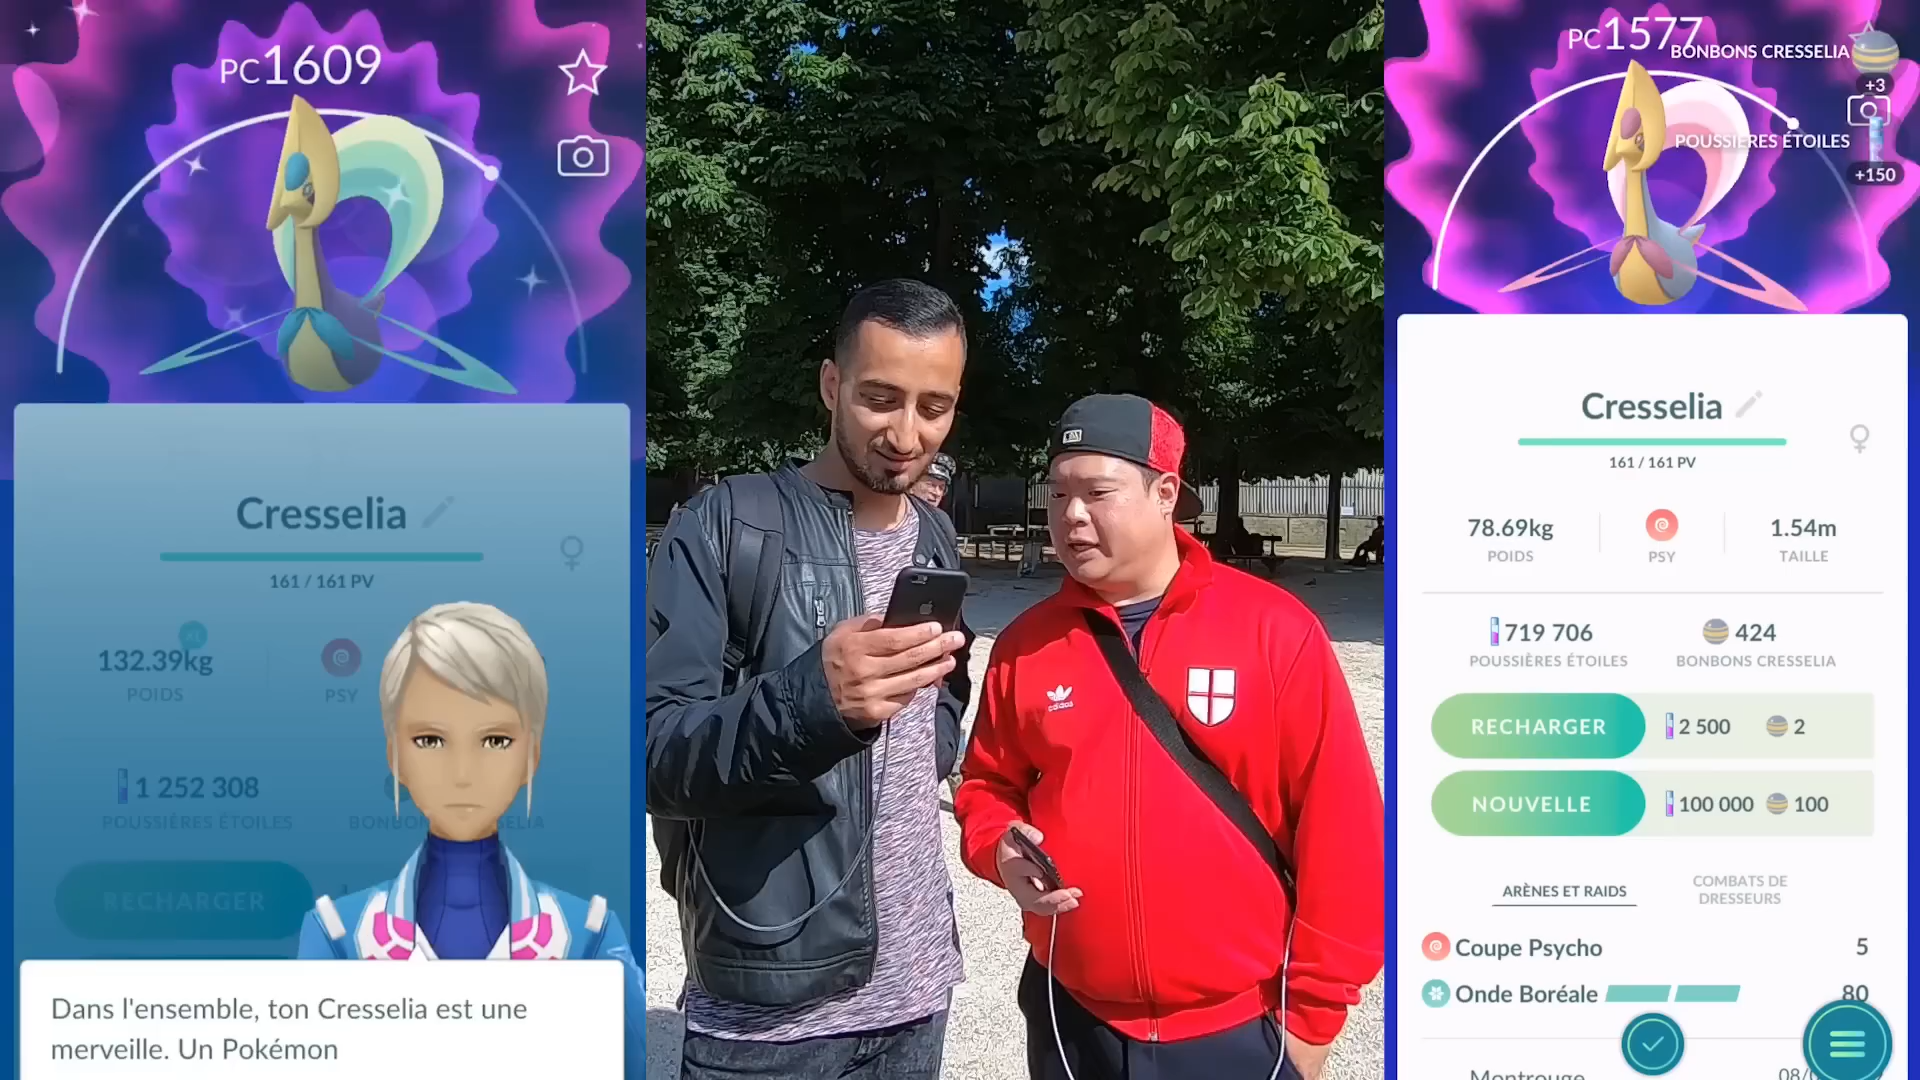 PC1609
Cresselia
161 / 161 PV
XL
132.39kg
POIDS
PSY
1 252 308
POUSSIÈRES ÉTOILES
RECHARGER
Dans l'ensemble, ton Cresselia est une
merveille. Un Pokémon
adidas
PC1577
BONBONS CRESSELIA
+3
POUSSIÈRES ÉTOILES
+150
Cresselia
161 / 161 PV
78.69kg
POIDS
PSY
1.54m
TAILLE
719 706
POUSSIÈRES ÉTOILES
424
BONBONS CRESSELIA
RECHARGER 2 500 2
NOUVELLE 100 000 100
ARÈNES ET RAIDS
COMBATS DE
DRESSEURS
Coupe Psycho 5
Onde Boréale 80
Montrouge